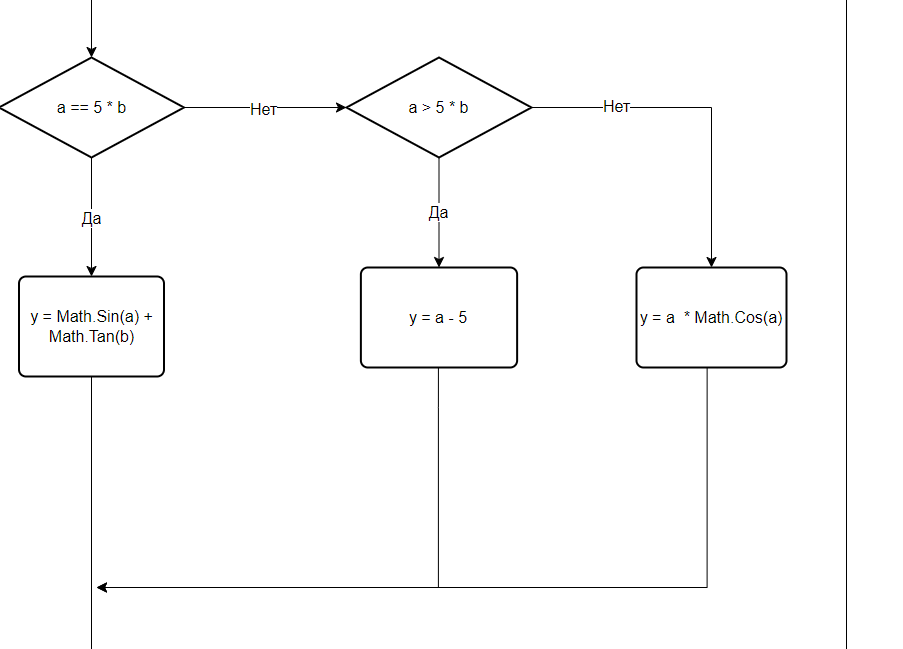 a == 5 * b
Нет
a > 5 * b
Нет
Да
Да
y = Math.Sin(a) +
Math.Tan(b)
y = a - 5
y = a  * Math.Cos(a)